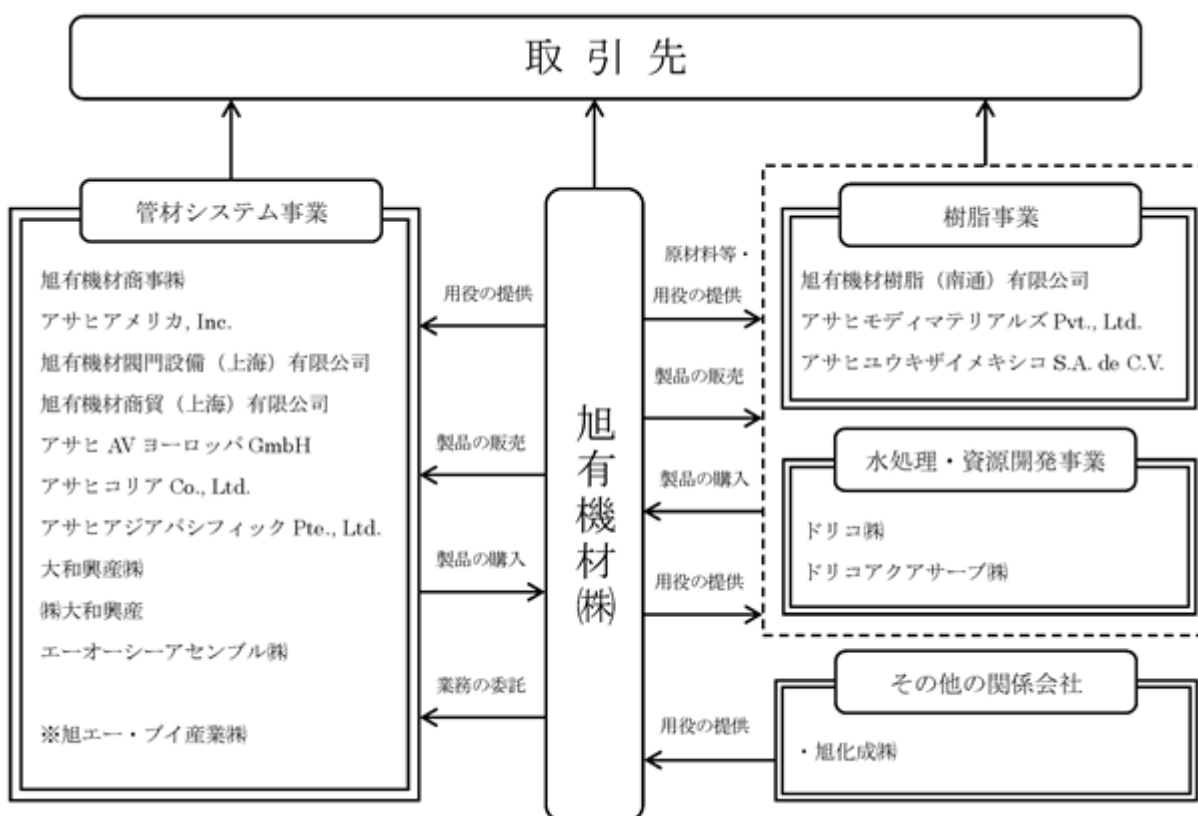 取引先
管材システム事業
旭有機材商事㈱
アサヒアメリカ, Inc.
旭有機材閥門設備（上海）有限公司
旭有機材商貿（上海）有限公司
アサヒ AV ヨーロッパ GmbH
アサヒコリア Co., Ltd.
アサヒアジアパシフィック Pte., Ltd.
大和興産㈱
㈱大和興産
エーオーシーアセンブル㈱
※旭エー・ブイ産業㈱
用役の提供
製品の販売
製品の購入
業務の委託
旭有機材㈱
原材料等・
用役の提供
製品の販売
製品の購入
用役の提供
用役の提供
樹脂事業
旭有機材樹脂（南通）有限公司
アサヒモディマテリアルズ Pvt., Ltd.
アサヒユウキザイメキシコ S.A. de C.V.
水処理・資源開発事業
ドリコ㈱
ドリコアクアサーブ㈱
その他の関係会社
・旭化成㈱